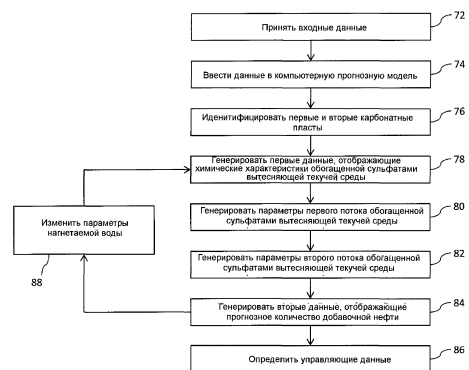 Принять входные данные
72
Ввести данные в компьютерную прогнозную модель
74
Иденитифицировать первые и вторые карбонатные
пласты
76
Генерировать первые данные, отображающие
химические характеристики обогащенной сульфатами
вытесняющей текучей среды
78
Генерировать параметры первого потока обогащенной
сульфатами вытесняющей текучей среды
80
Генерировать параметры второго потока обогащенной
сульфатами вытесняющей текучей среды
82
Изменить параметры
нагнетаемой воды
88
Генерировать вторые данные, отображающие
прогнозное количество добавочной нефти
84
Определить управляющие данные
86